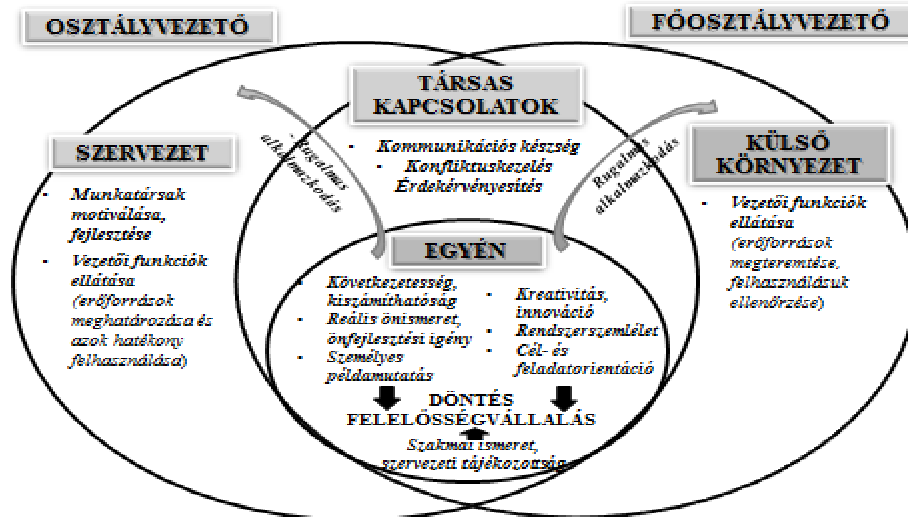 OSZTÁLYVEZETŐ
FŐOSZTÁLYVEZETŐ
TÁRSAS
KAPCSOLATOK
- Kommunikációs készség
- Konfliktuskezelés
Érdekérvényesítés
SZERVEZET
- Munkatársak
motiválása,
fejlesztése
- Vezetői funkciók
ellátása
(erőforrások
meghatározása és
azok hatékony
felhasználása)
- Rugalmas
alkalmazkodás
Rugalmas
alkalmazkodás
KÜLSŐ
KÖRNYEZET
- Vezetői funkciók
ellátása
(erőforrások
megteremtése,
felhasználásuk
ellenőrzése)
EGYÉN
- Következetesség,
kiszámíthatóság
- Reális önismeret,
önfejlesztési igény
- Személyes
példamutatás
- Kreativitás,
innováció
- Rendszerszemlélet
- Cél- és
feladatorientáció
DÖNTÉS
FELELŐSSÉGVÁLLALÁS
Szakmai ismeret,
szervezeti tájékozottság